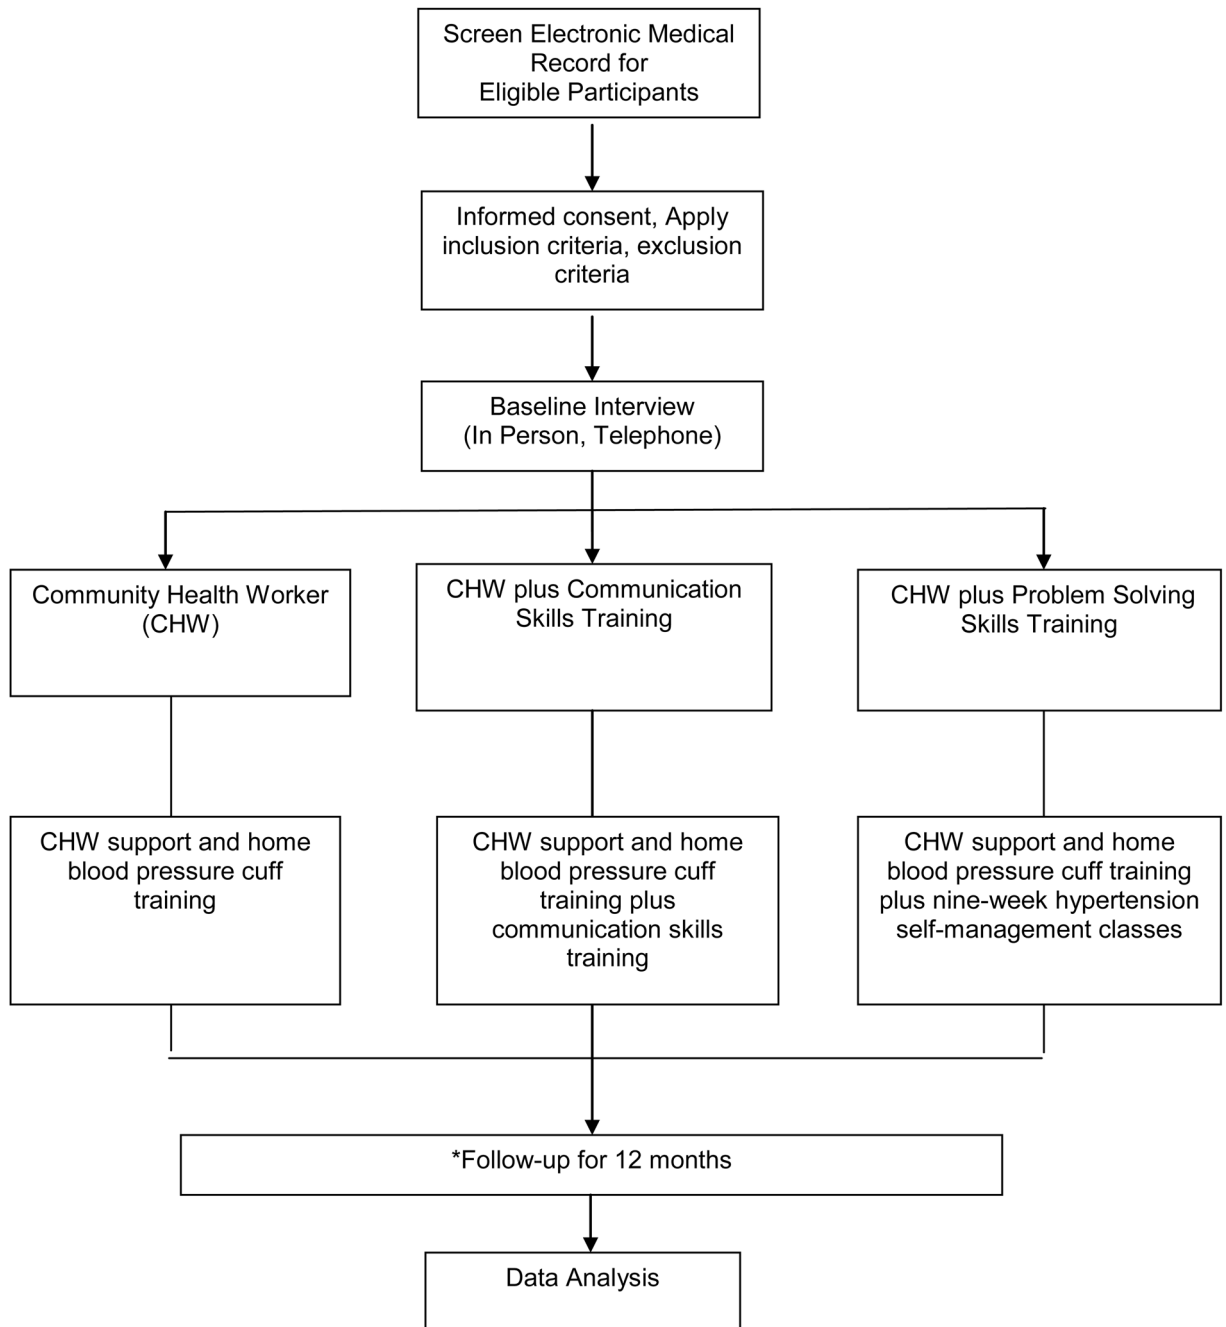 Screen Electronic Medical
Record for
Eligible Participants
Informed consent, Apply
inclusion criteria, exclusion
criteria
Baseline Interview
(In Person, Telephone)
Community Health Worker
(CHW)
CHW plus Communication
Skills Training
CHW plus Problem Solving
Skills Training
CHW support and home
blood pressure cuff
training
CHW support and home
blood pressure cuff
training plus
communication skills
training
CHW support and home
blood pressure cuff training
plus nine-week hypertension
self-management classes
*Follow-up for 12 months
Data Analysis